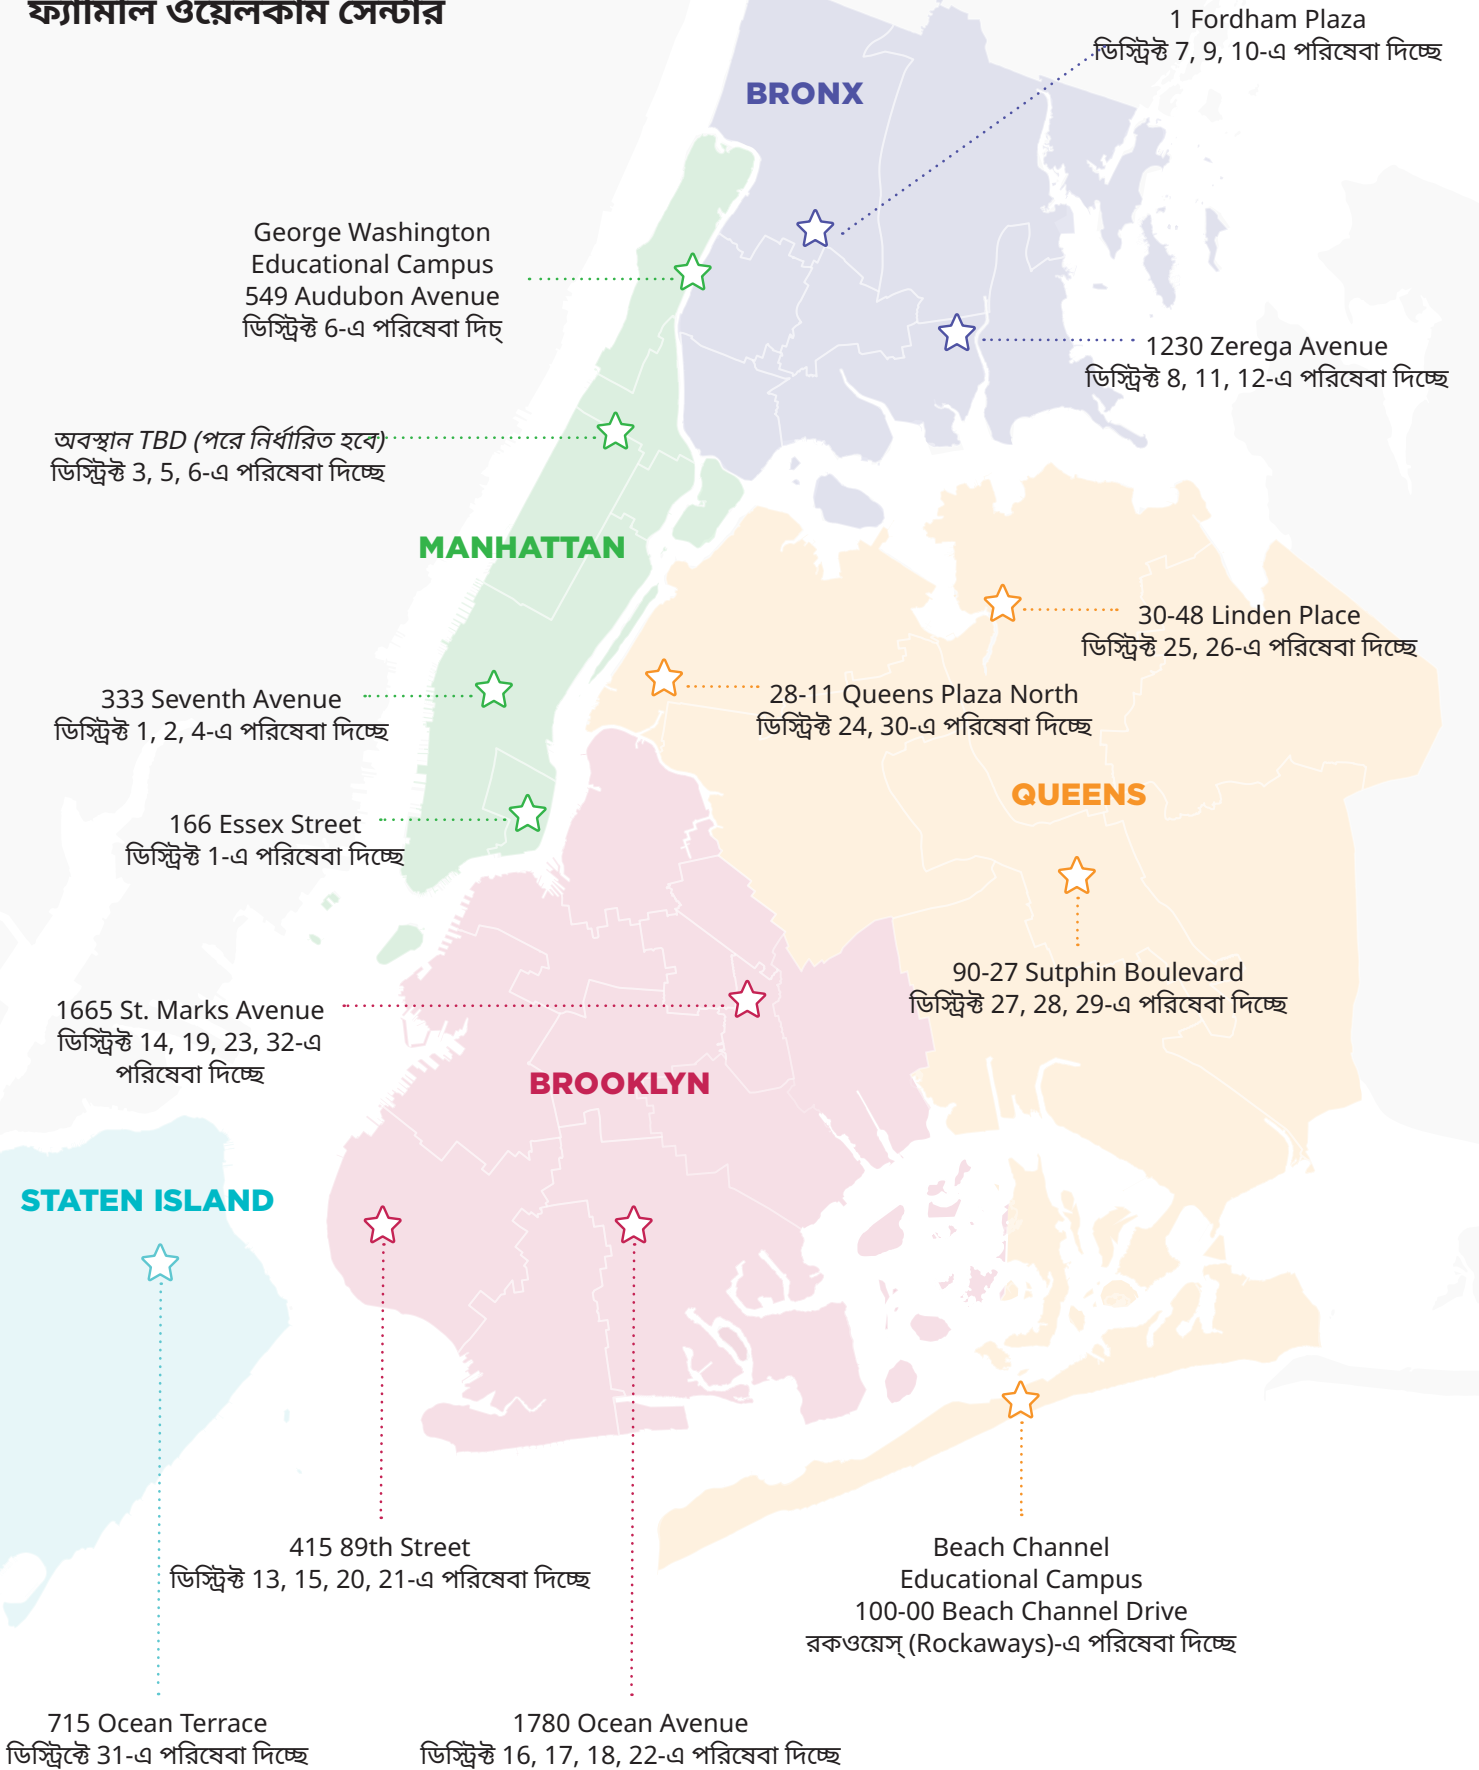 ফ্যামিলি ওয়েলকাম সেন্টার
1 Fordham Plaza
ডিস্ট্রিক্ট 7, 9, 10-এ পরিষেবা দিচ্ছে
BRONX
George Washington
Educational Campus
549 Audubon Avenue
ডিস্ট্রিক্ট 6-এ পরিষেবা দিচ্
1230 Zerega Avenue
ডিস্ট্রিক্ট 8, 11, 12-এ পরিষেবা দিচ্ছে
অবস্থান TBD (পরে নির্ধারিত হবে)
ডিস্ট্রিক্ট 3, 5, 6-এ পরিষেবা দিচ্ছে
MANHATTAN
30-48 Linden Place
ডিস্ট্রিক্ট 25, 26-এ পরিষেবা দিচ্ছে
333 Seventh Avenue
ডিস্ট্রিক্ট 1, 2, 4-এ পরিষেবা দিচ্ছে
28-11 Queens Plaza North
ডিস্ট্রিক্ট 24, 30-এ পরিষেবা দিচ্ছে
QUEENS
166 Essex Street
ডিস্ট্রিক্ট 1-এ পরিষেবা দিচ্ছে
90-27 Sutphin Boulevard
ডিস্ট্রিক্ট 27, 28, 29-এ পরিষেবা দিচ্ছে
1665 St. Marks Avenue
ডিস্ট্রিক্ট 14, 19, 23, 32-এ
পরিষেবা দিচ্ছে
BROOKLYN
STATEN ISLAND
415 89th Street
ডিস্ট্রিক্ট 13, 15, 20, 21-এ পরিষেবা দিচ্ছে
Beach Channel
Educational Campus
100-00 Beach Channel Drive
রকওয়েস্ (Rockaways)-এ পরিষেবা দিচ্ছে
715 Ocean Terrace
ডিস্ট্রিক্টে 31-এ পরিষেবা দিচ্ছে
1780 Ocean Avenue
ডিস্ট্রিক্ট 16, 17, 18, 22-এ পরিষেবা দিচ্ছে